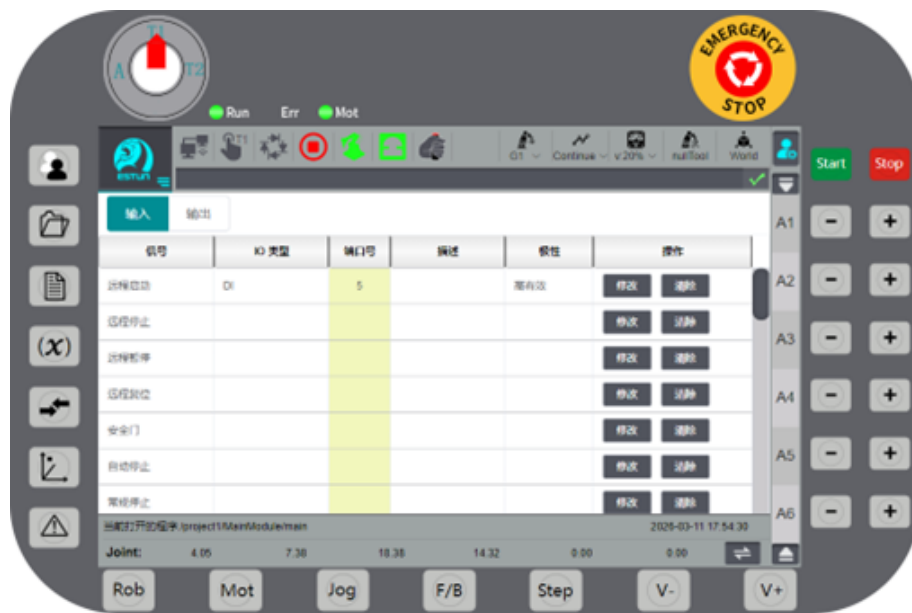 T1
A
T2
EMERGENCY
STOP
Run Err Mot
ESTUN
T1
G1 Continue v 20% nullTool World
Start Stop
输入 输出
A1
信号 IO 类型 端口号 描述 极性 操作
远程启动 DI 5 高有效 修改 清除
A2
远程停止 修改 清除
A3
远程暂停 修改 清除
(x)
远程复位 修改 清除
A4
安全门 修改 清除
自动停止 修改 清除
A5
常规停止 修改 清除
A6
当前打开的程序:/project1/MainModule/main 2026-03-11 17:54:30
Joint: 4.05 7.38 18.38 14.32 0.00 0.00
Rob Mot Jog F/B Step V- V+